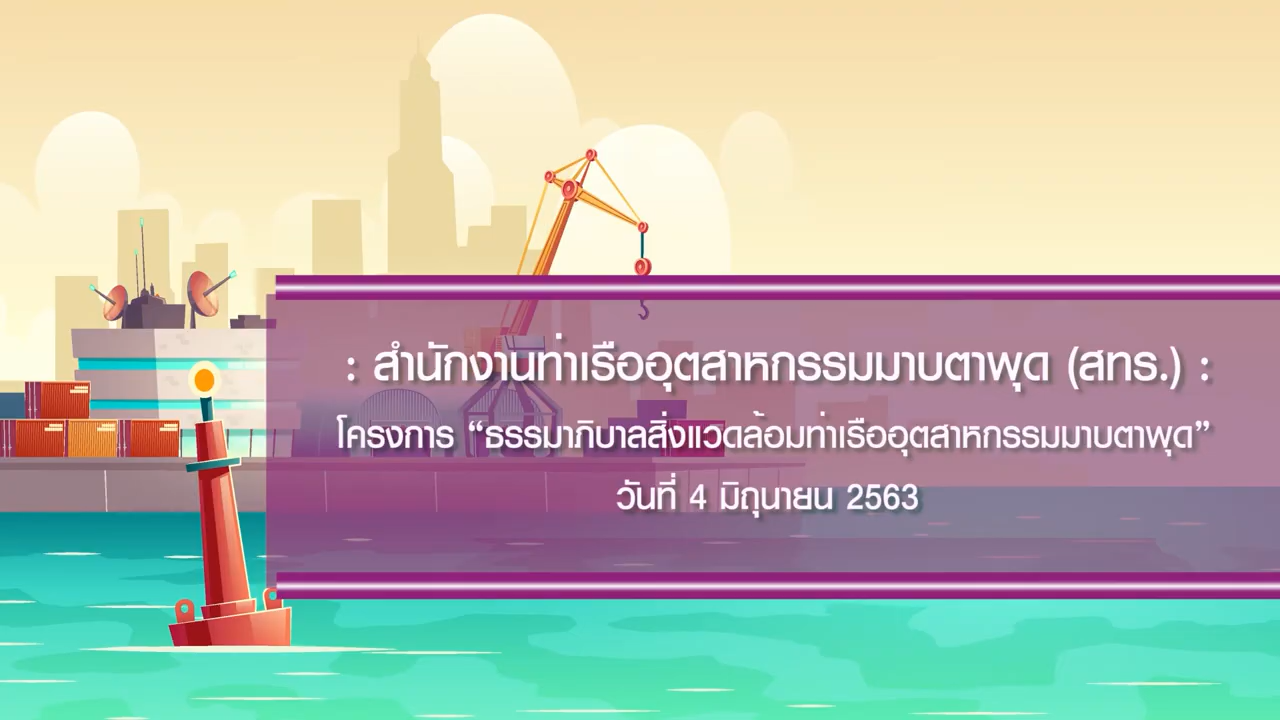 : สำนักงานท่าเรืออุตสาหกรรมมาบตาพุด (สทร.) :
โครงการ “ธรรมาภิบาลสิ่งแวดล้อมท่าเรืออุตสาหกรรมมาบตาพุด”
วันที่ 4 มิถุนายน 2563